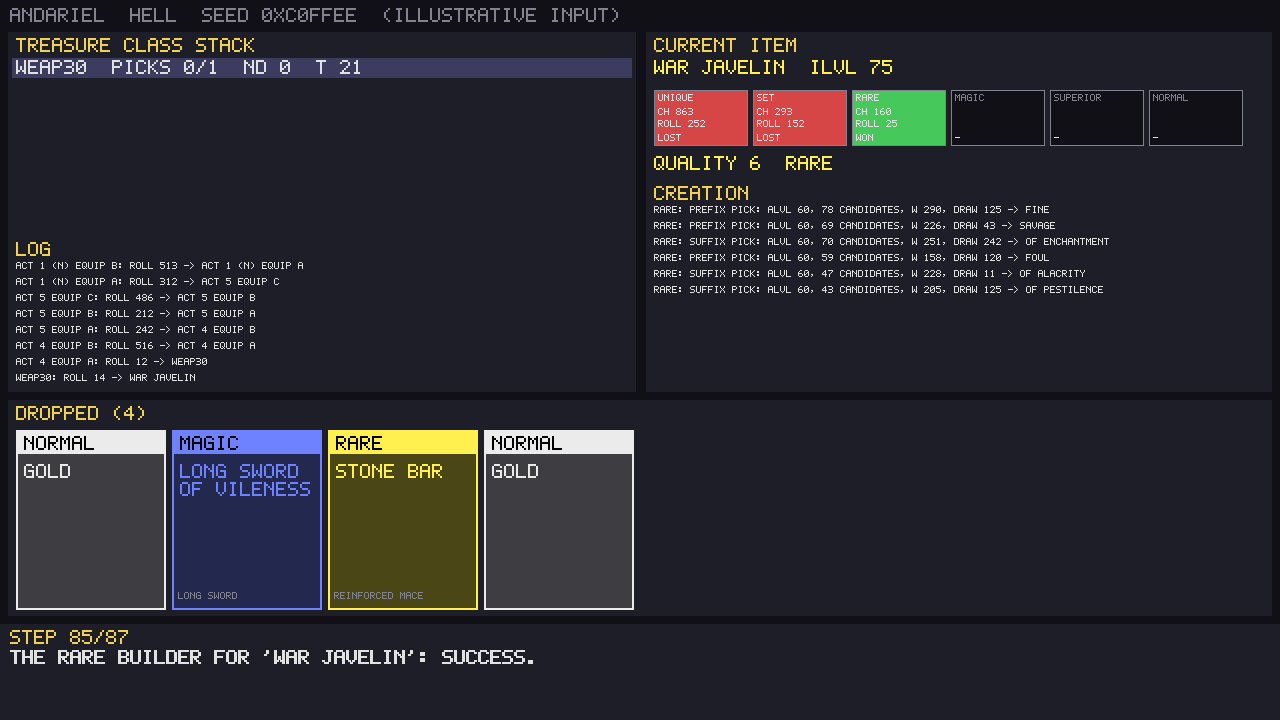 ANDARIEL  HELL  SEED 0XC0FFEE  (ILLUSTRATIVE INPUT)
TREASURE CLASS STACK
WEAP30  PICKS 0/1  ND 0  T 21
LOG
ACT 1 (N) EQUIP B: ROLL 513 -> ACT 1 (N) EQUIP A
ACT 1 (N) EQUIP A: ROLL 312 -> ACT 5 EQUIP C
ACT 5 EQUIP C: ROLL 486 -> ACT 5 EQUIP B
ACT 5 EQUIP B: ROLL 212 -> ACT 5 EQUIP A
ACT 5 EQUIP A: ROLL 242 -> ACT 4 EQUIP B
ACT 4 EQUIP B: ROLL 516 -> ACT 4 EQUIP A
ACT 4 EQUIP A: ROLL 12 -> WEAP30
WEAP30: ROLL 14 -> WAR JAVELIN
CURRENT ITEM
WAR JAVELIN  ILVL 75
UNIQUE
CH 863
ROLL 252
LOST
SET
CH 293
ROLL 152
LOST
RARE
CH 160
ROLL 25
WON
MAGIC
-
SUPERIOR
-
NORMAL
-
QUALITY 6  RARE
CREATION
RARE: PREFIX PICK: ALVL 60, 78 CANDIDATES, W 290, DRAW 125 -> FINE
RARE: PREFIX PICK: ALVL 60, 69 CANDIDATES, W 226, DRAW 43 -> SAVAGE
RARE: SUFFIX PICK: ALVL 60, 70 CANDIDATES, W 251, DRAW 242 -> OF ENCHANTMENT
RARE: PREFIX PICK: ALVL 60, 59 CANDIDATES, W 158, DRAW 120 -> FOUL
RARE: SUFFIX PICK: ALVL 60, 47 CANDIDATES, W 228, DRAW 11 -> OF ALACRITY
RARE: SUFFIX PICK: ALVL 60, 43 CANDIDATES, W 205, DRAW 125 -> OF PESTILENCE
DROPPED (4)
NORMAL
GOLD
MAGIC
LONG SWORD
OF VILENESS
LONG SWORD
RARE
STONE BAR
REINFORCED MACE
NORMAL
GOLD
STEP 85/87
THE RARE BUILDER FOR 'WAR JAVELIN': SUCCESS.